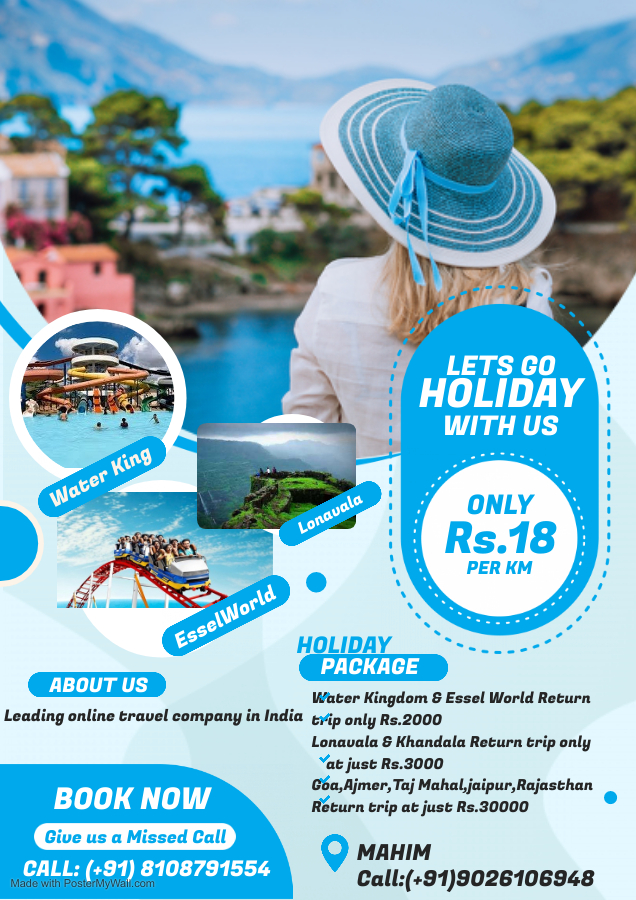 LETS GO
HOLIDAY
WITH US
ONLY
Rs.18
PER KM
Water King
Lonavala
EsselWorld
HOLIDAY
PACKAGE
Water Kingdom & Essel World Return
trip only Rs.2000
Lonavala & Khandala Return trip only
at just Rs.3000
Goa,Ajmer,Taj Mahal,jaipur,Rajasthan
Return trip at just Rs.30000
ABOUT US
Leading online travel company in India
BOOK NOW
Give us a Missed Call
CALL: (+91) 8108791554
Made with PosterMyWall.com
MAHIM
Call:(+91)9026106948